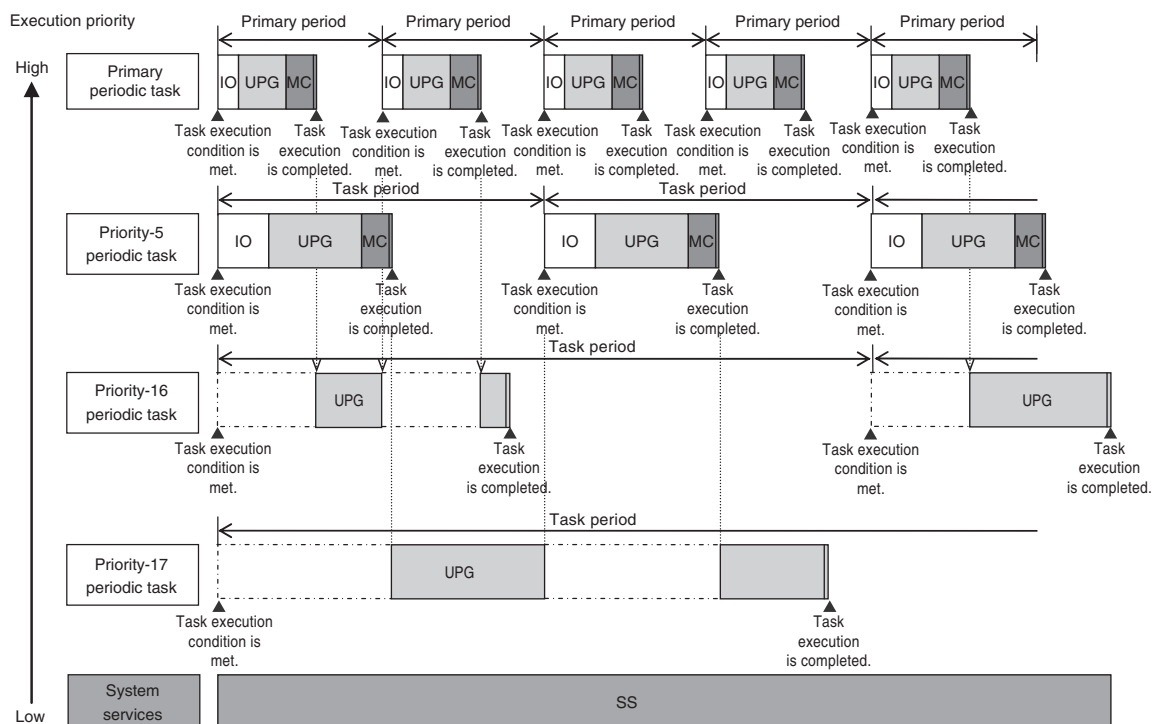 Execution priority
High
Low
Primary period
Primary period
Primary period
Primary period
Primary period
Primary
periodic task
IO UPG MC
IO UPG MC
IO UPG MC
IO UPG MC
IO UPG MC
Task execution
condition is
met.
Task
execution
is completed.
Task execution
condition is
met.
Task
execution
is completed.
Task execution
condition is
met.
Task
execution
is completed.
Task execution
condition is
met.
Task
execution
is completed.
Task execution
condition is
met.
Task
execution
is completed.
Task period
Task period
Priority-5
periodic task
IO UPG MC
IO UPG MC
IO UPG MC
Task execution
condition is
met.
Task
execution
is completed.
Task execution
condition is
met.
Task
execution
is completed.
Task execution
condition is
met.
Task
execution
is completed.
Task period
Priority-16
periodic task
UPG
UPG
Task execution
condition is
met.
Task
execution
is completed.
Task execution
condition is
met.
Task
execution
is completed.
Task period
Priority-17
periodic task
UPG
Task execution
condition is
met.
Task
execution
is completed.
System
services
SS